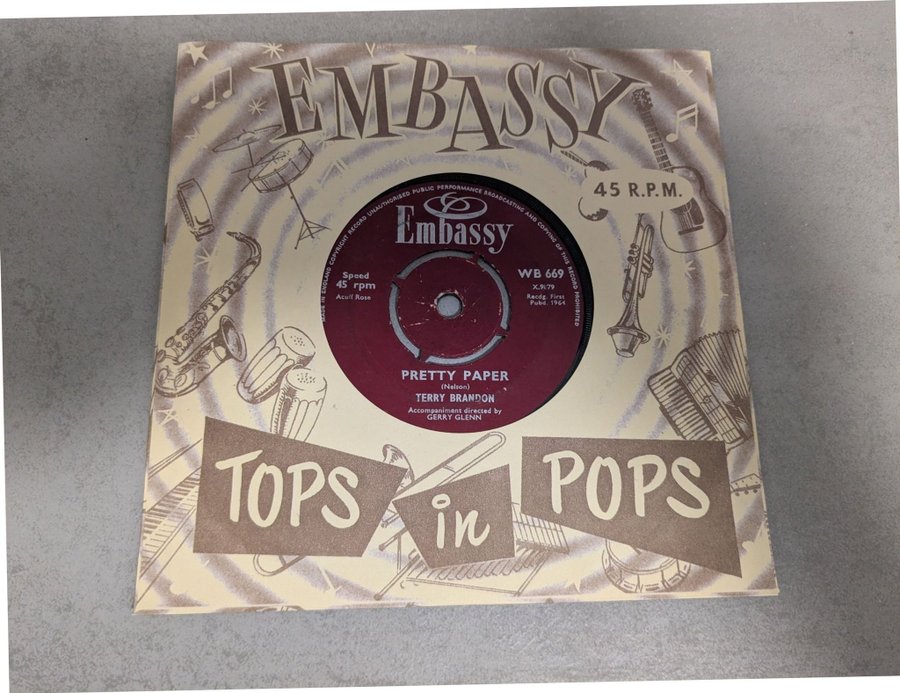 EMBASSY
45 R.P.M.
MADE IN ENGLAND COPYRIGHT RECORD UNAUTHORISED PUBLIC PERFORMANCE BROADCASTING AND COPYING OF THIS RECORD PROHIBITED
Embassy
Speed
45 rpm
Acuff Rose
WB 669
X.9179
Recdg. First
Pubd. 1964
PRETTY PAPER
(Nelson)
TERRY BRANDON
Accompaniment directed by
GERRY GLENN
TOPS in POPS